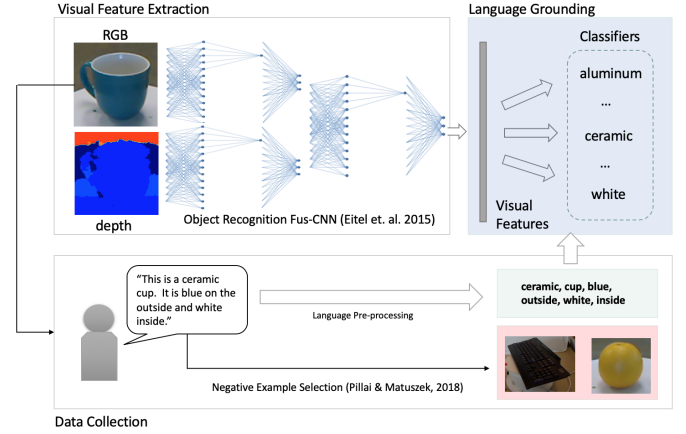 Visual Feature Extraction
Language Grounding
RGB
depth
Object Recognition Fus-CNN (Eitel et. al. 2015)
Classifiers
aluminum
...
ceramic
...
white
Visual
Features
"This is a ceramic
cup. It is blue on the
outside and white
inside."
Language Pre-processing
ceramic, cup, blue,
outside, white, inside
Negative Example Selection (Pillai & Matuszek, 2018)
Data Collection